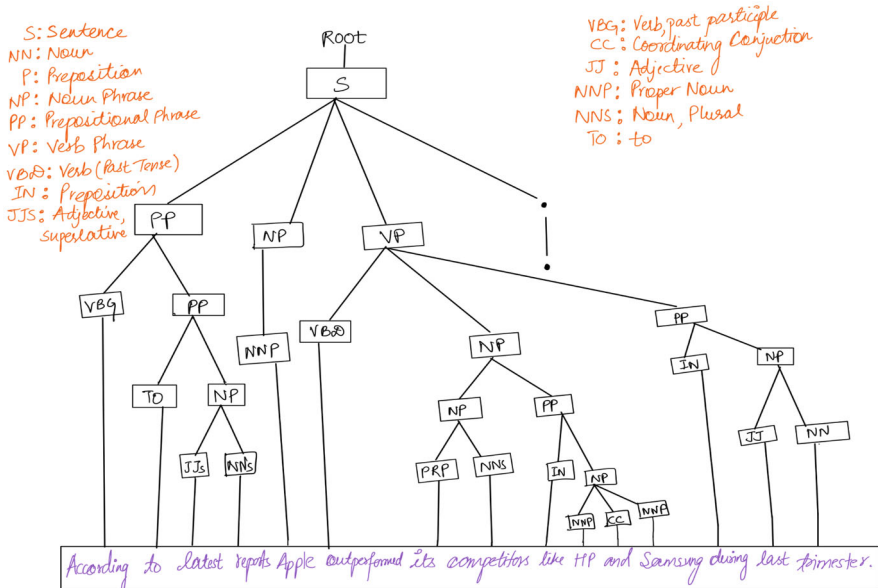 S: Sentence
NN: Noun
P: Preposition
NP: Noun Phrase
PP: Prepositional Phrase
VP: Verb Phrase
VBD: Verb (Past Tense)
IN: Preposition
JJS: Adjective,
superlative
VBG: Verb, past participle
CC: Coordinating Conjuction
JJ: Adjective
NNP: Proper Noun
NNS: Noun, Plural
TO: to
Root
S
PP NP VP .
.
VBG PP NNP VBD NP PP
IN NP
TO NP NP PP
JJ NN
JJs NNs PRP NNS IN NP
NNP CC NNP
According to latest reports Apple outperformed its competitors like HP and Samsung during last trimester.